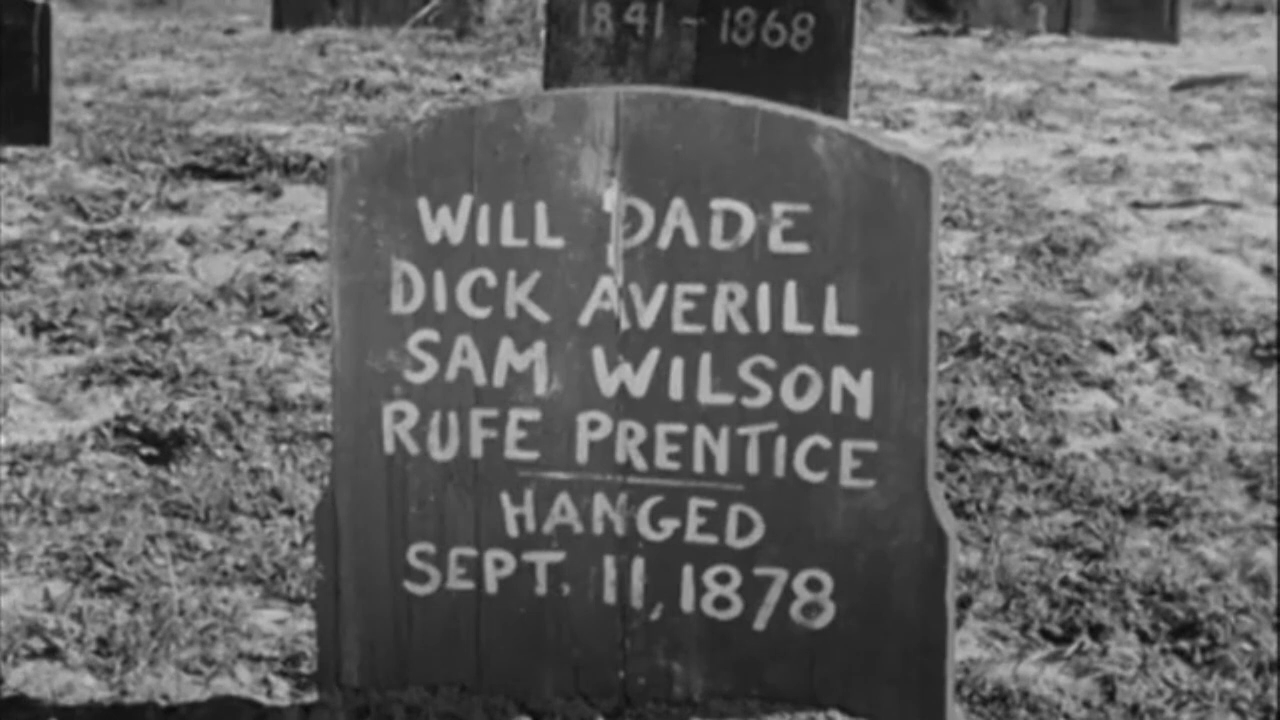 1841 - 1868
WILL DADE
DICK AVERILL
SAM WILSON
RUFE PRENTICE
HANGED
SEPT. 11, 1878